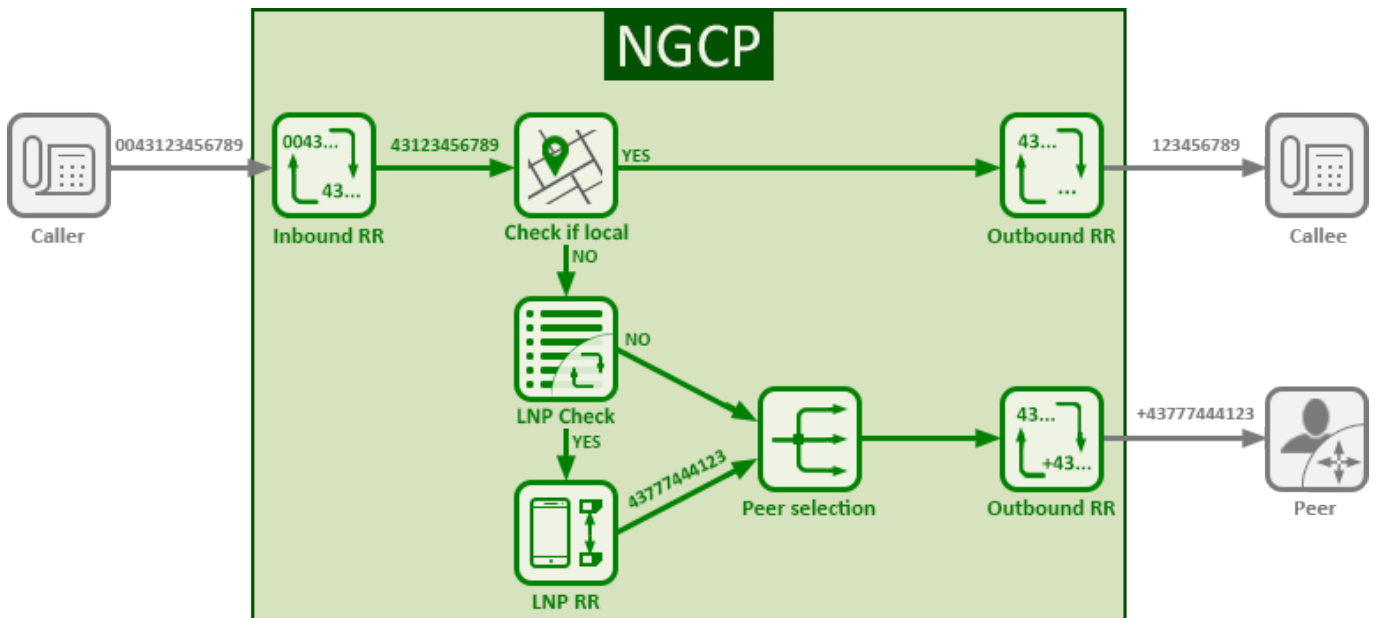 NGCP
0043123456789
0043...
43...
43123456789
YES
43...
...
123456789
Caller
Inbound RR
Check if local
Outbound RR
Callee
NO
NO
LNP Check
YES
43777444123
Peer selection
43...
+43...
Outbound RR
+43777444123
Peer
LNP RR